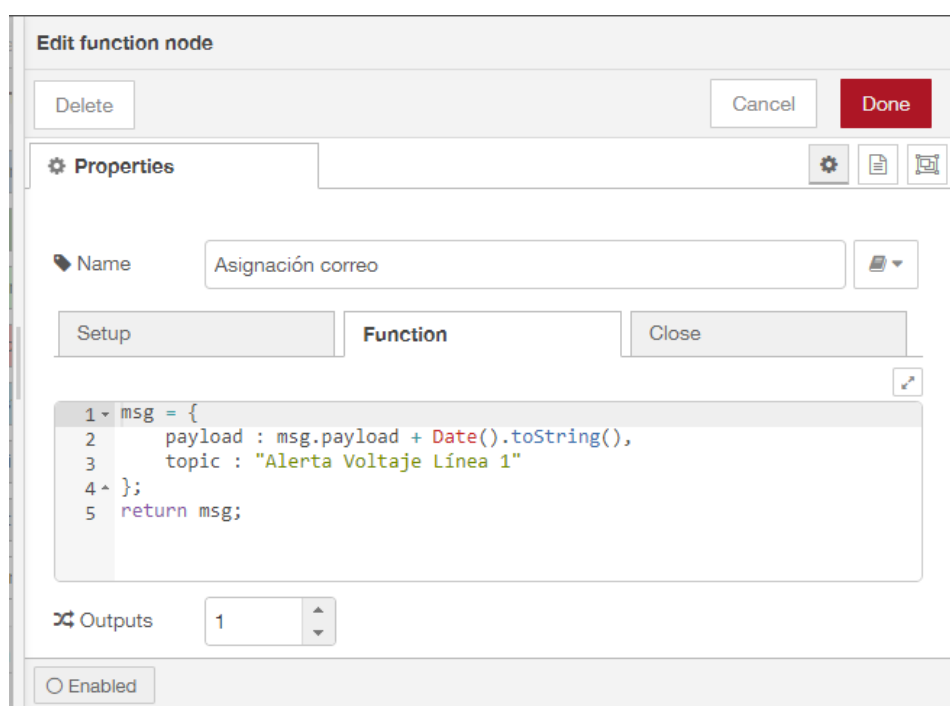 Edit function node
Delete Cancel Done
Properties
Name Asignación correo
Setup Function Close
1 msg = {
2 payload : msg.payload + Date().toString(),
3 topic : "Alerta Voltaje Línea 1"
4 };
5 return msg;
Outputs 1
Enabled